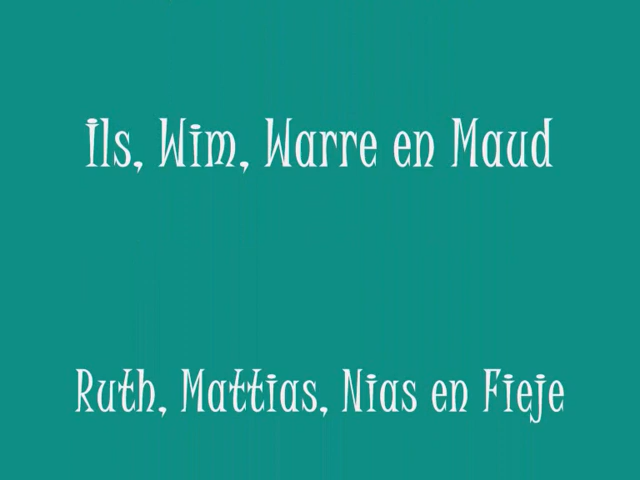 Ils, Wim, Warre en Maud
Ruth, Mattias, Nias en Fieje